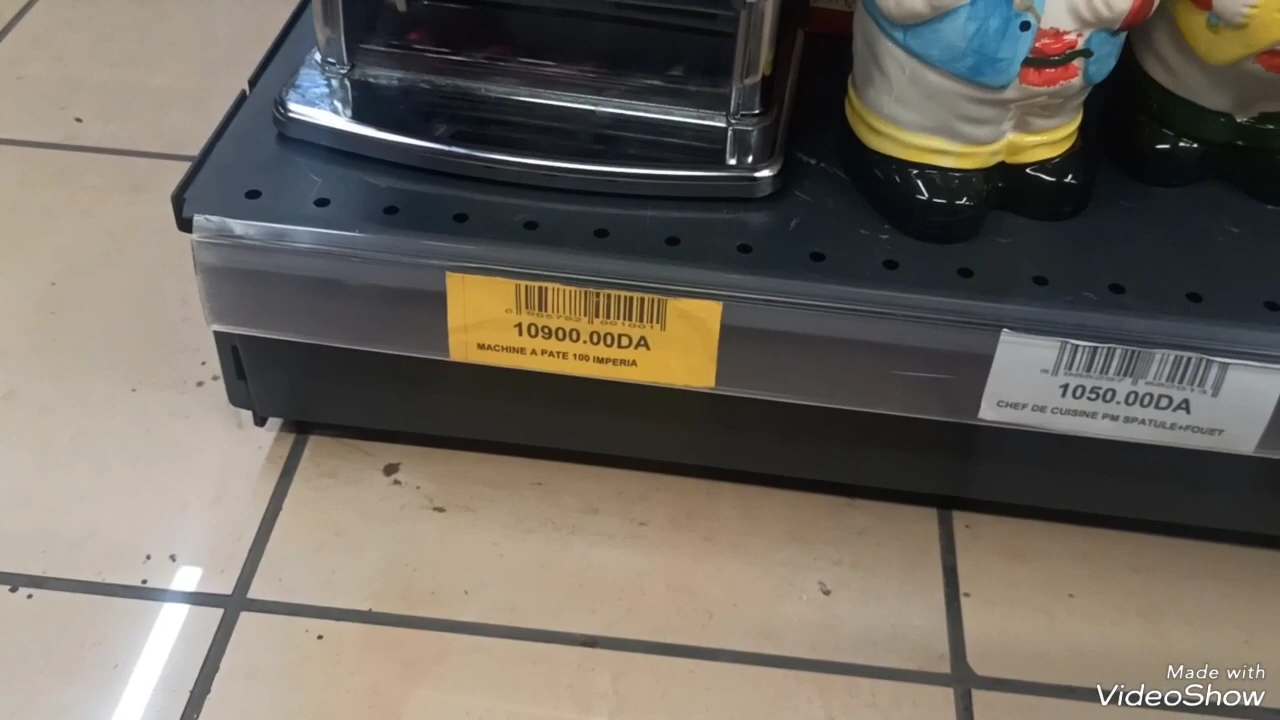 10900.00DA
MACHINE A PATE 100 IMPERIA
1050.00DA
CHEF DE CUISINE PM SPATULE+FOUET
Made with
VideoShow